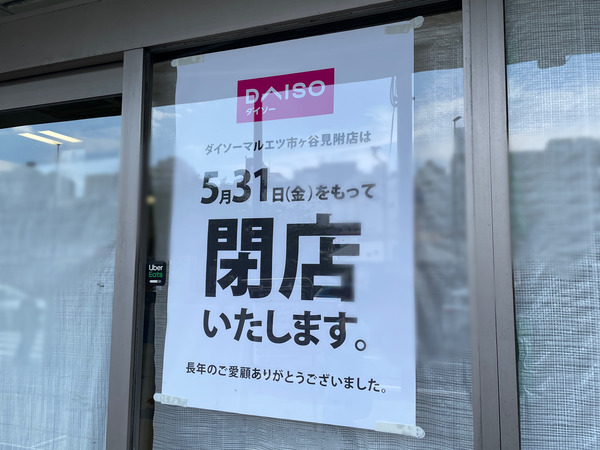 DAISO
ダイソー
ダイソーマルエツ市ヶ谷見附店は
5月31日(金)をもって
閉店
いたします。
長年のご愛顧ありがとうございました。
Uber
Eats